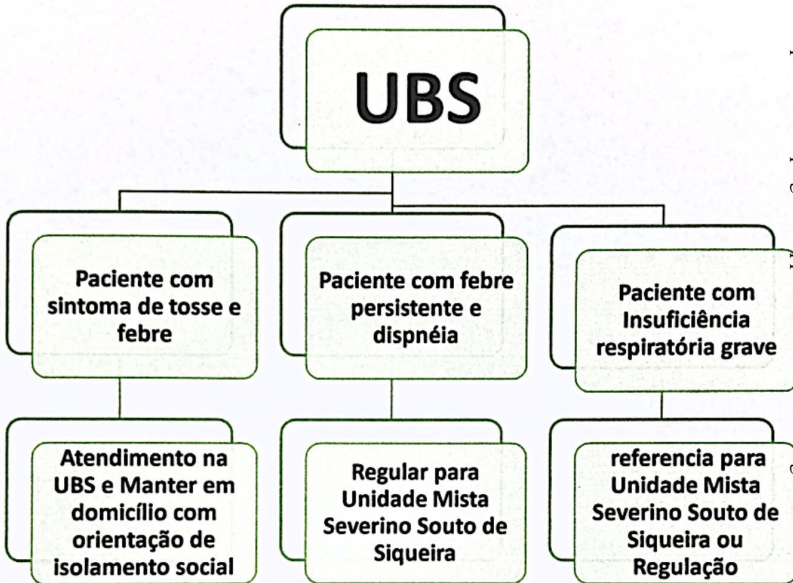 UBS
Paciente com
sintoma de tosse e
febre
Paciente com febre
persistente e
dispnéia
Paciente com
Insuficiência
respiratória grave
Atendimento na
UBS e Manter em
domicílio com
orientação de
isolamento social
Regular para
Unidade Mista
Severino Souto de
Siqueira
referencia para
Unidade Mista
Severino Souto de
Siqueira ou
Regulação